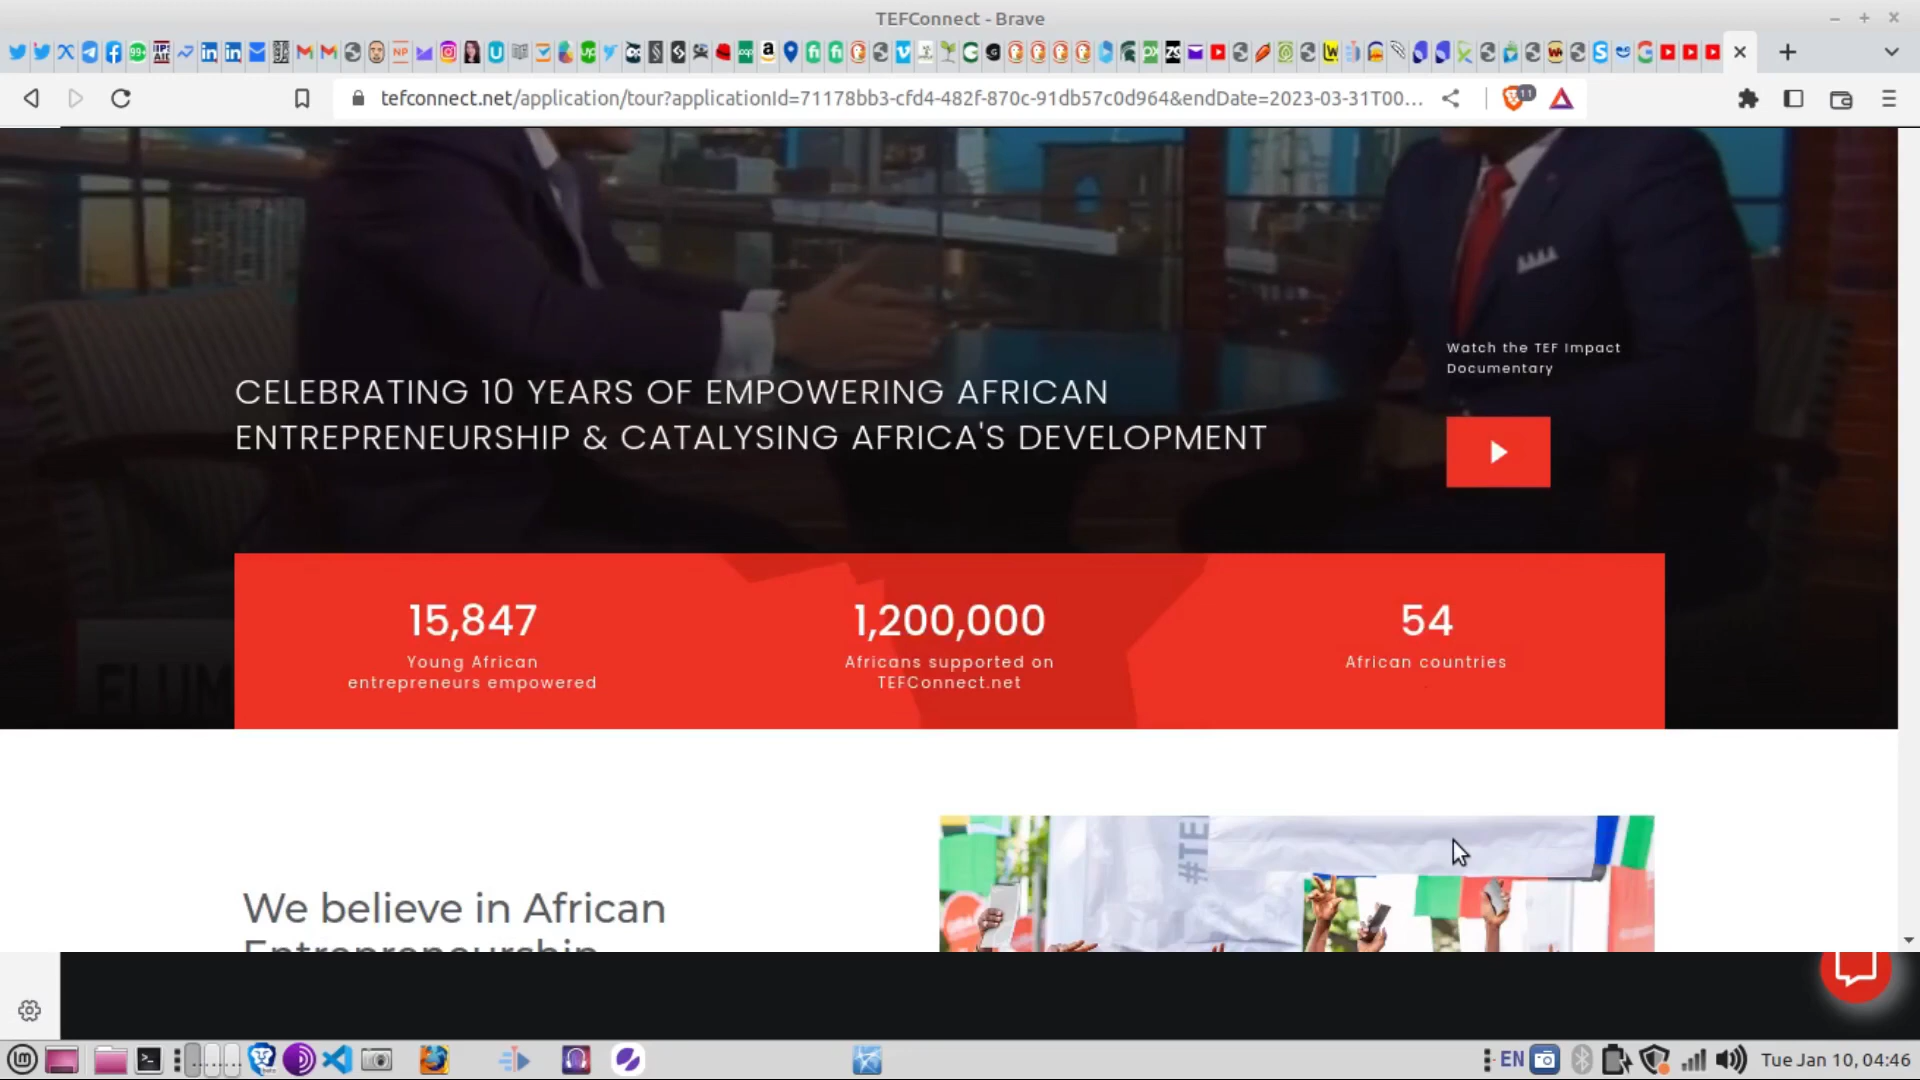 TEFConnect - Brave
tefconnect.net/application/tour?applicationId=71178bb3-cfd4-482f-870c-91db57c0d964&endDate=2023-03-31T00...
11
Watch the TEF Impact
Documentary
CELEBRATING 10 YEARS OF EMPOWERING AFRICAN
ENTREPRENEURSHIP & CATALYSING AFRICA'S DEVELOPMENT
15,847
Young African
entrepreneurs empowered
1,200,000
Africans supported on
TEFConnect.net
54
African countries
#TE
We believe in African
Entrepreneurship
EN
Tue Jan 10, 04:46